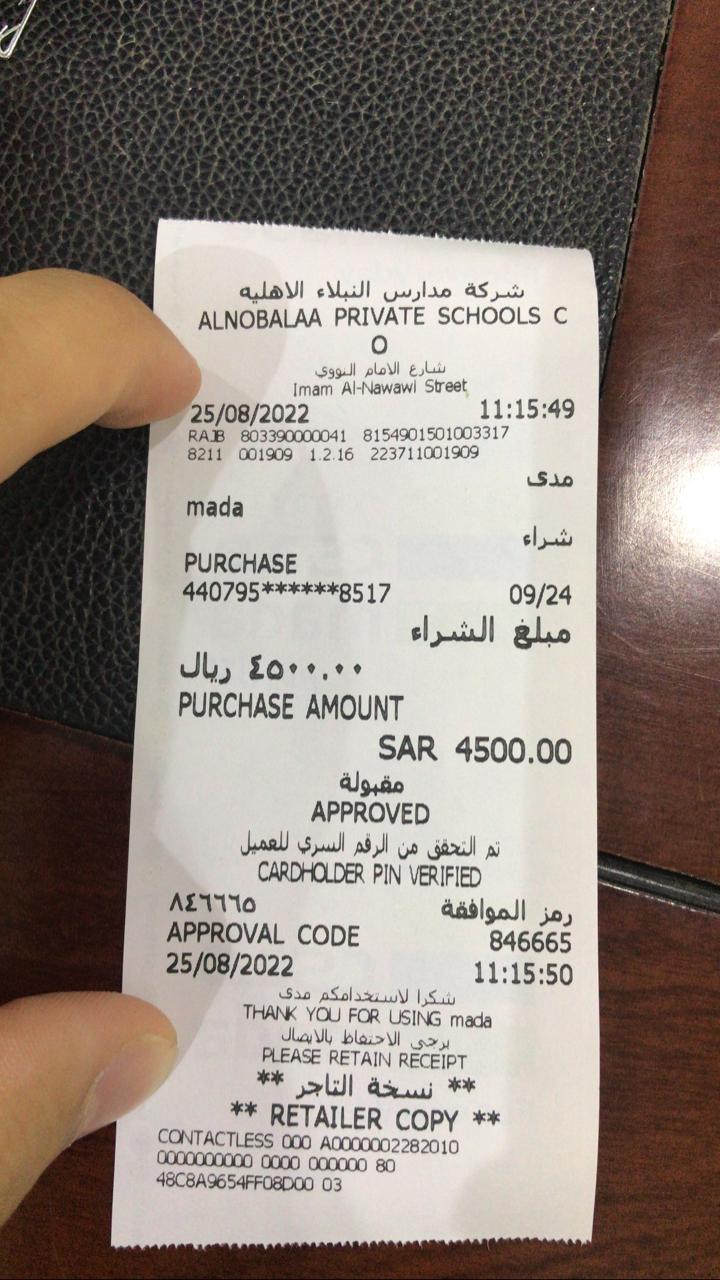 شركة مدارس النبلاء الاهليه
ALNOBALAA PRIVATE SCHOOLS C
O
شارع الامام النووي
Imam Al-Nawawi Street
25/08/2022 11:15:49
RAJB 803390000041 8154901501003317
8211 001909 1.2.16 223711001909
مدى
mada
شراء
PURCHASE
440795******8517 09/24
مبلغ الشراء
٤٥٠٠.٠٠ ريال
PURCHASE AMOUNT
SAR 4500.00
مقبولة
APPROVED
تم التحقق من الرقم السري للعميل
CARDHOLDER PIN VERIFIED
رمز الموافقة ٨٤٦٦٦٥
APPROVAL CODE 846665
25/08/2022 11:15:50
شكرا لاستخدامكم مدى
THANK YOU FOR USING mada
يرجى الاحتفاظ بالايصال
PLEASE RETAIN RECEIPT
** نسخة التاجر **
** RETAILER COPY **
CONTACTLESS 000 A0000002282010
0000000000 0000 000000 80
48C8A9654FF08D00 03